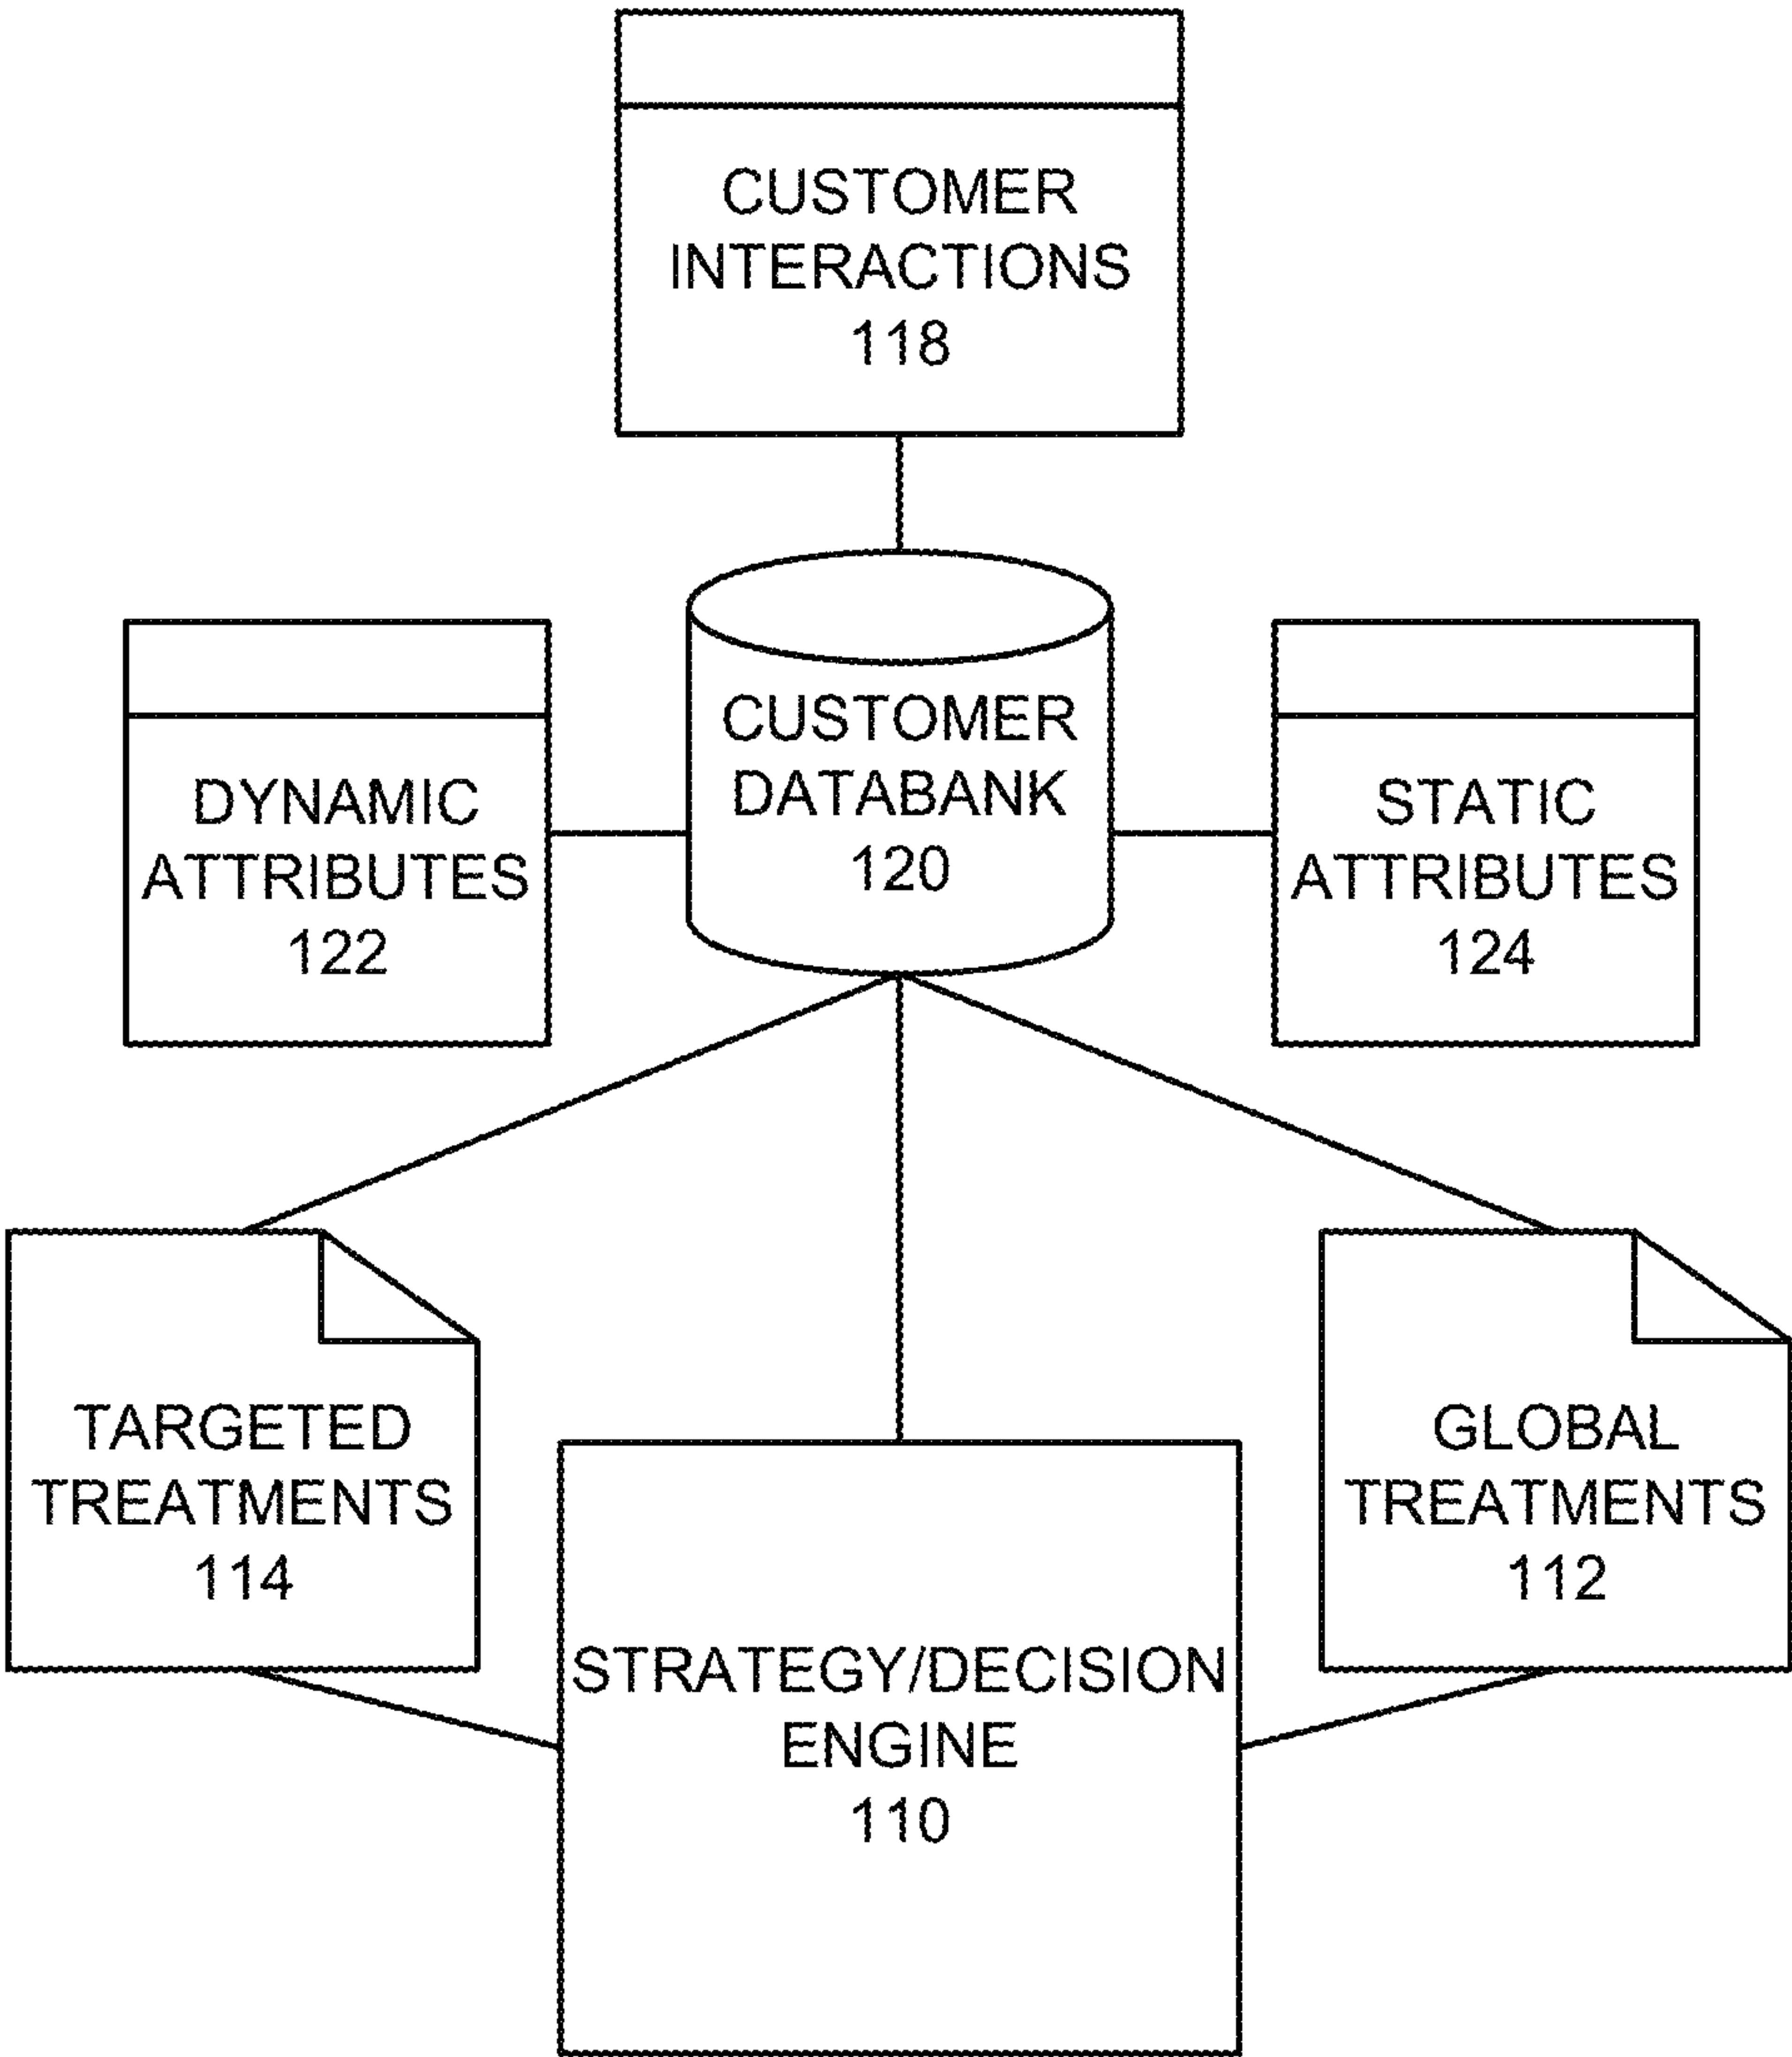 CUSTOMER
INTERACTIONS
118
CUSTOMER
DATABANK
120
DYNAMIC
ATTRIBUTES
122
STATIC
ATTRIBUTES
124
TARGETED
TREATMENTS
114
GLOBAL
TREATMENTS
112
STRATEGY/DECISION
ENGINE
110